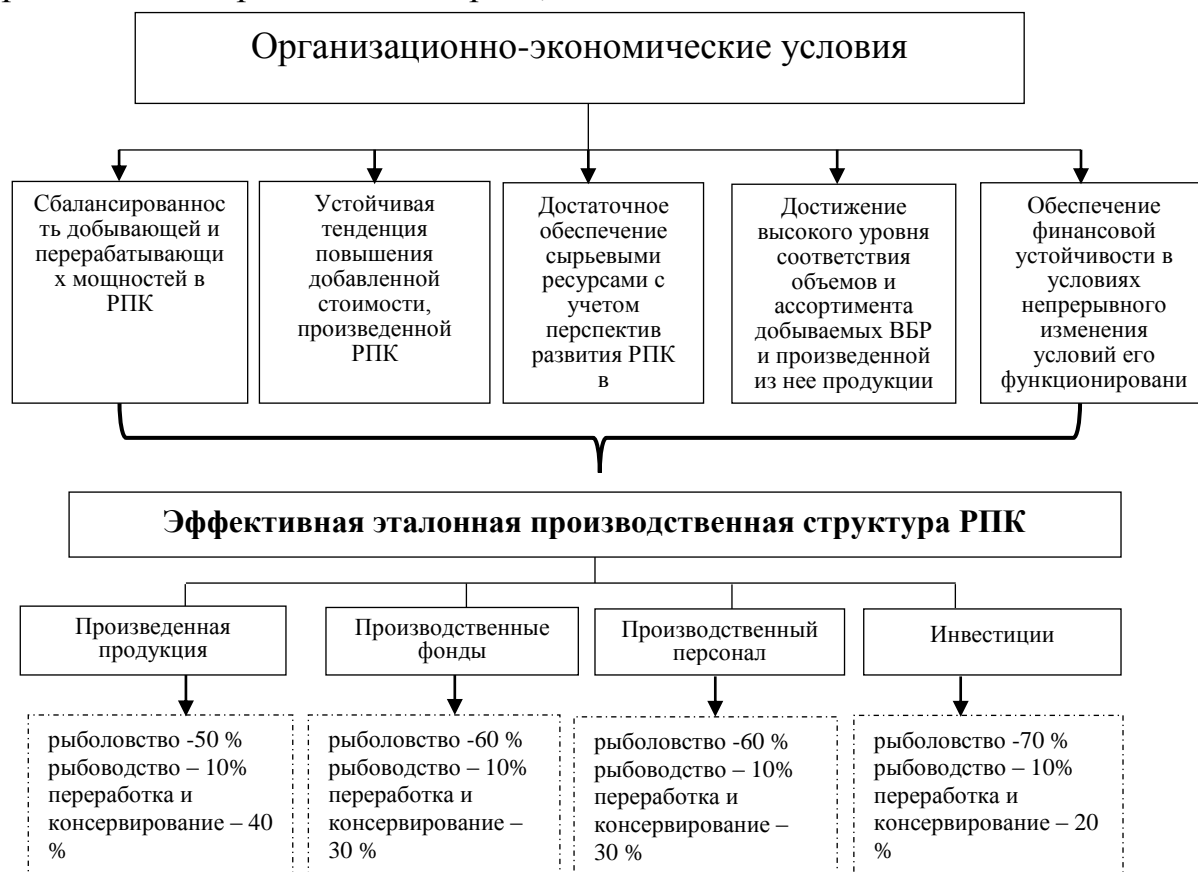 Организационно-экономические условия
Сбалансированнос
ть добывающей и
перерабатывающи
х мощностей в
РПК
Устойчивая
тенденция
повышения
добавленной
стоимости,
произведенной
РПК
Достаточное
обеспечение
сырьевыми
ресурсами с
учетом
перспектив
развития РПК
в
Достижение
высокого уровня
соответствия
объемов и
ассортимента
добываемых ВБР
и произведенной
из нее продукции
Обеспечение
финансовой
устойчивости в
условиях
непрерывного
изменения
условий его
функционировани
Эффективная эталонная производственная структура РПК
Произведенная
продукция
Производственные
фонды
Производственный
персонал
Инвестиции
рыболовство -50 %
рыбоводство – 10%
переработка и
консервирование – 40
%
рыболовство -60 %
рыбоводство – 10%
переработка и
консервирование –
30 %
рыболовство -60 %
рыбоводство – 10%
переработка и
консервирование –
30 %
рыболовство -70 %
рыбоводство – 10%
переработка и
консервирование – 20
%